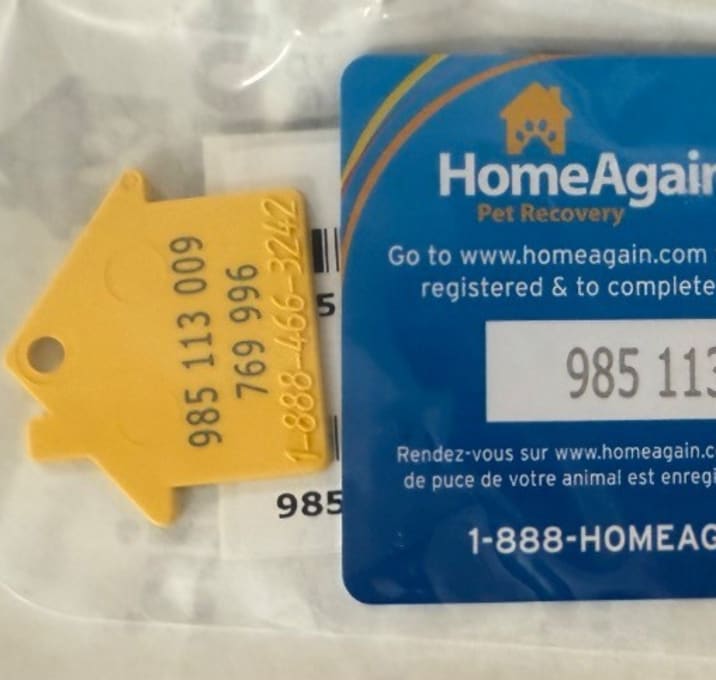 985 113 009
769 996
1-888-466-3242
5
985
HomeAgain
Pet Recovery
Go to www.homeagain.com
registered & to complete
985 113
Rendez-vous sur www.homeagain.c
de puce de votre animal est enregi
1-888-HOMEAG